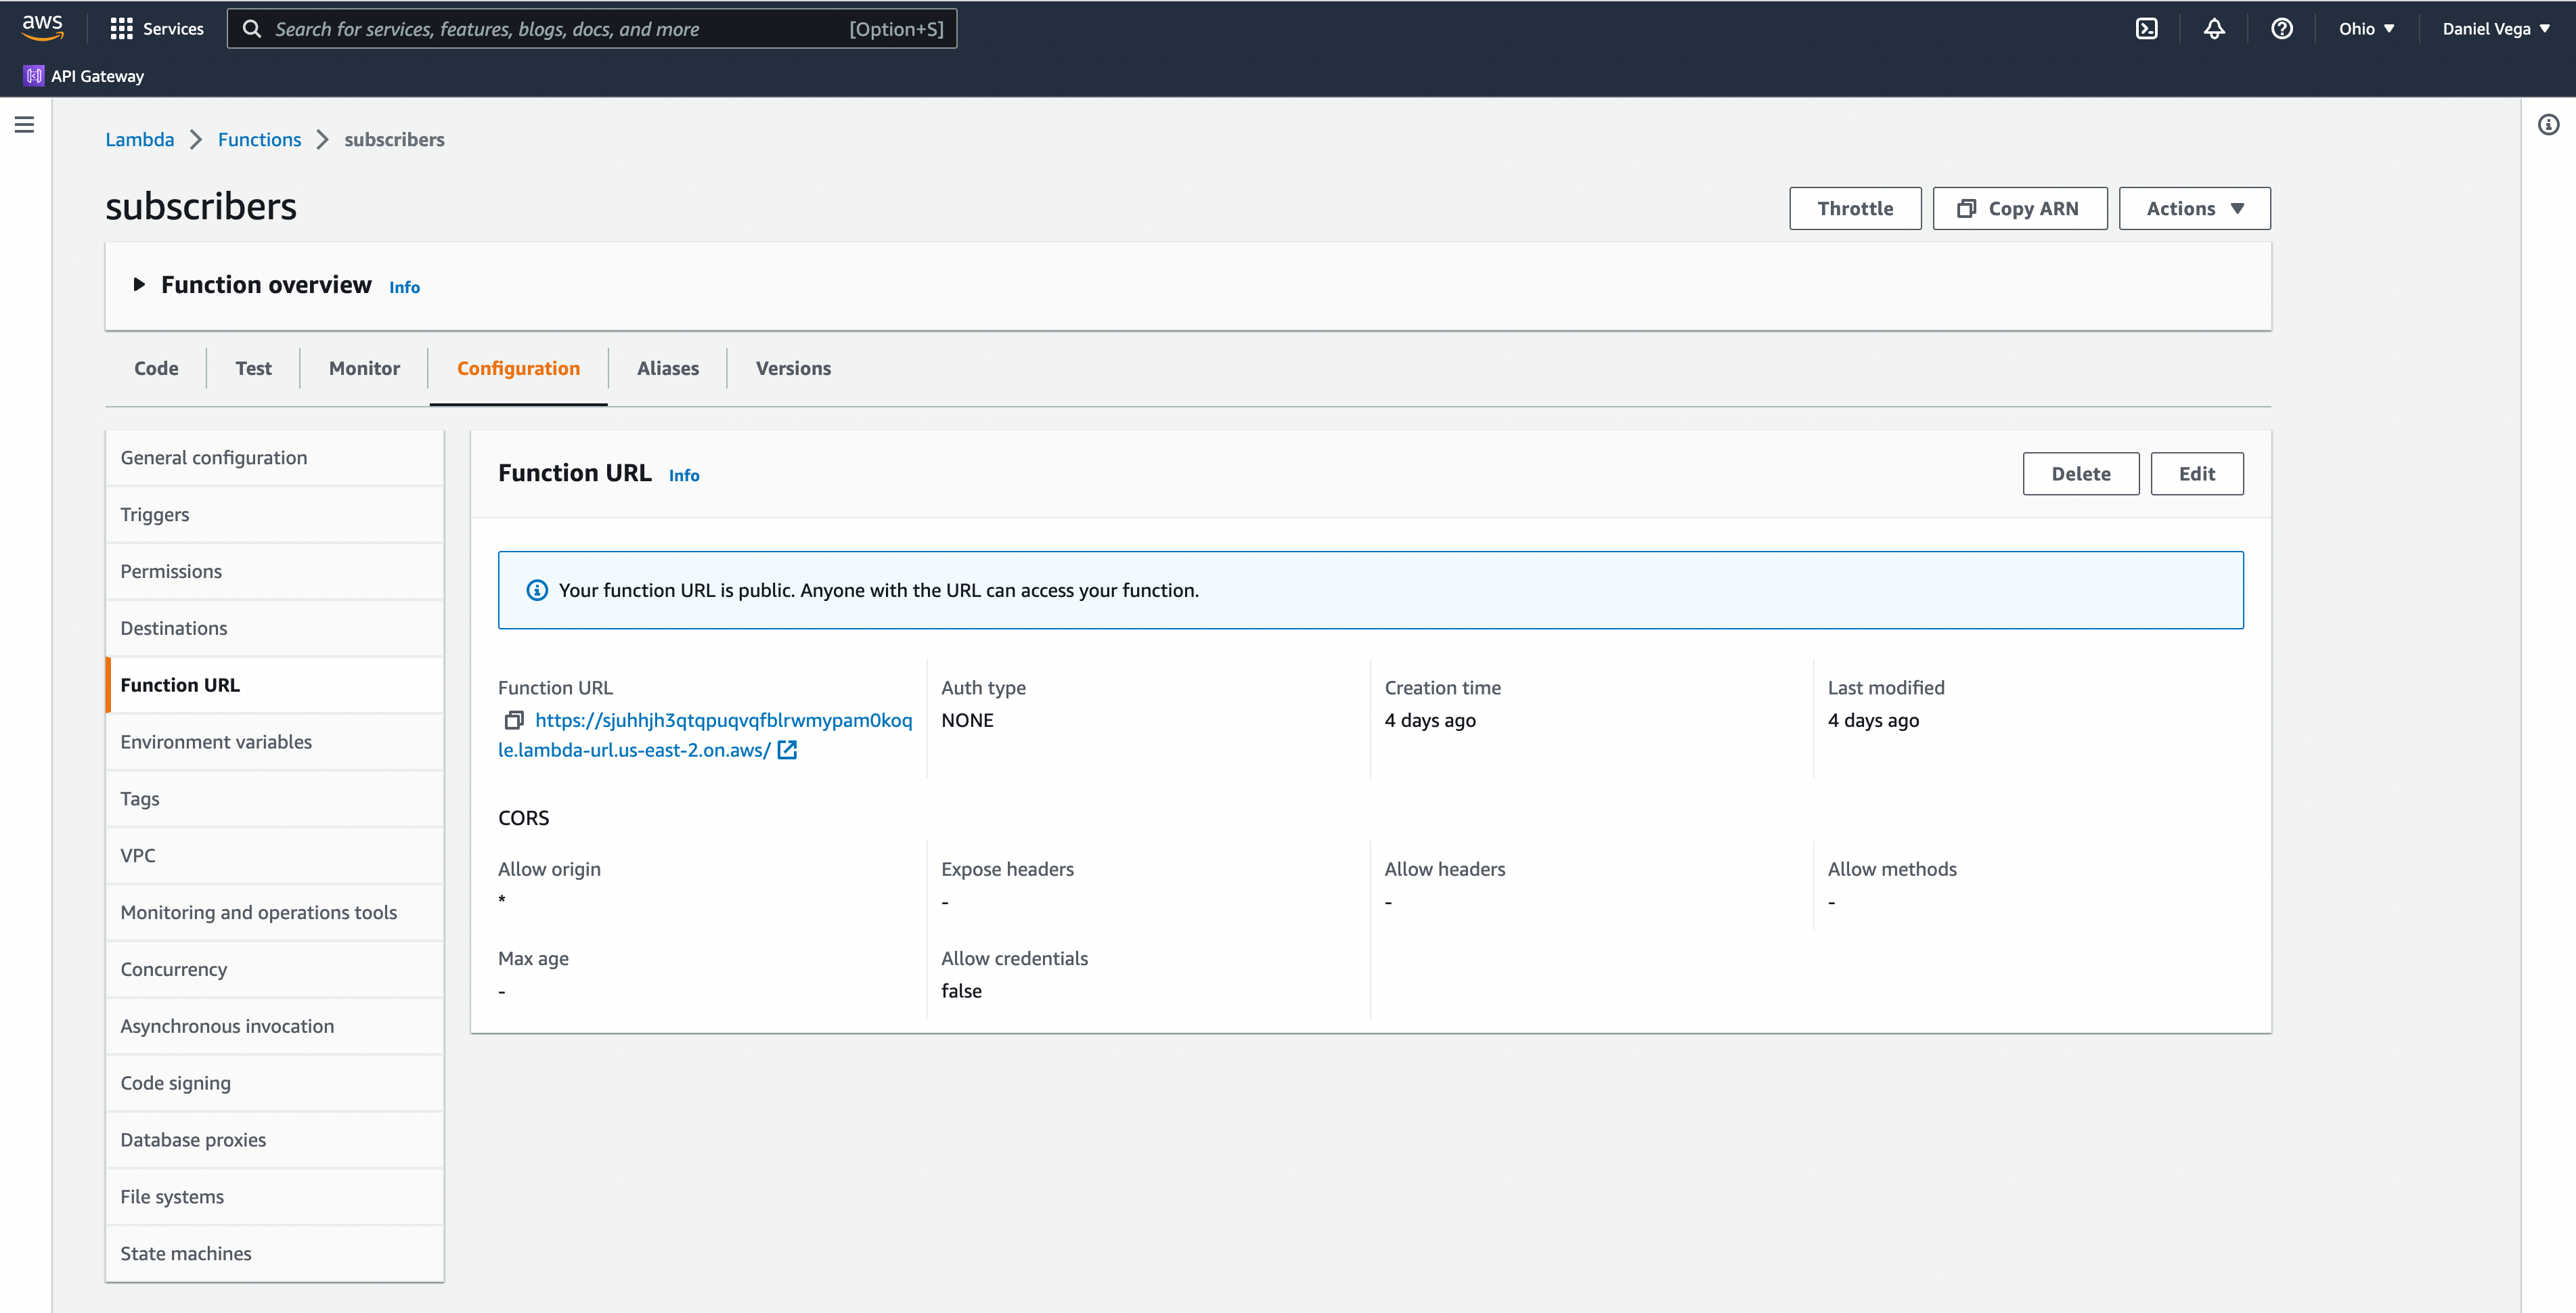 aws
Services
Search for services, features, blogs, docs, and more
[Option+S]
Ohio
Daniel Vega
API Gateway
Lambda
Functions
subscribers
subscribers
Throttle
Copy ARN
Actions
Function overview
Info
Code
Test
Monitor
Configuration
Aliases
Versions
General configuration
Triggers
Permissions
Destinations
Function URL
Environment variables
Tags
VPC
Monitoring and operations tools
Concurrency
Asynchronous invocation
Code signing
Database proxies
File systems
State machines
Function URL
Info
Delete
Edit
Your function URL is public. Anyone with the URL can access your function.
Function URL
https://sjuhhjh3qtqpuqvqfblrwmypam0koq
le.lambda-url.us-east-2.on.aws/
Auth type
NONE
Creation time
4 days ago
Last modified
4 days ago
CORS
Allow origin
*
Expose headers
-
Allow headers
-
Allow methods
-
Max age
-
Allow credentials
false